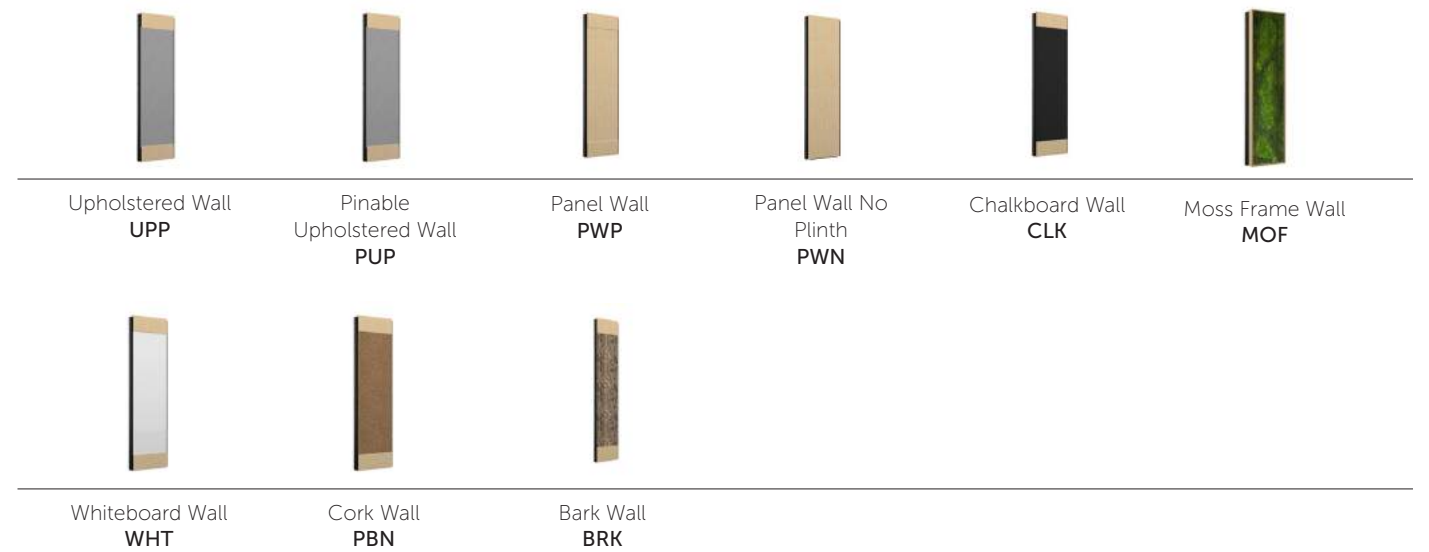 Upholstered Wall
UPP
Pinable
Upholstered Wall
PUP
Panel Wall
PWP
Panel Wall No
Plinth
PWN
Chalkboard Wall
CLK
Moss Frame Wall
MOF
Whiteboard Wall
WHT
Cork Wall
PBN
Bark Wall
BRK